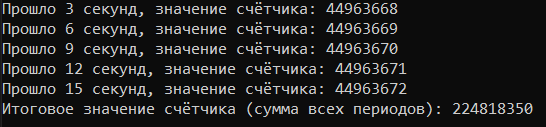 Прошло 3 секунд, значение счётчика: 44963668
Прошло 6 секунд, значение счётчика: 44963669
Прошло 9 секунд, значение счётчика: 44963670
Прошло 12 секунд, значение счётчика: 44963671
Прошло 15 секунд, значение счётчика: 44963672
Итоговое значение счётчика (сумма всех периодов): 224818350